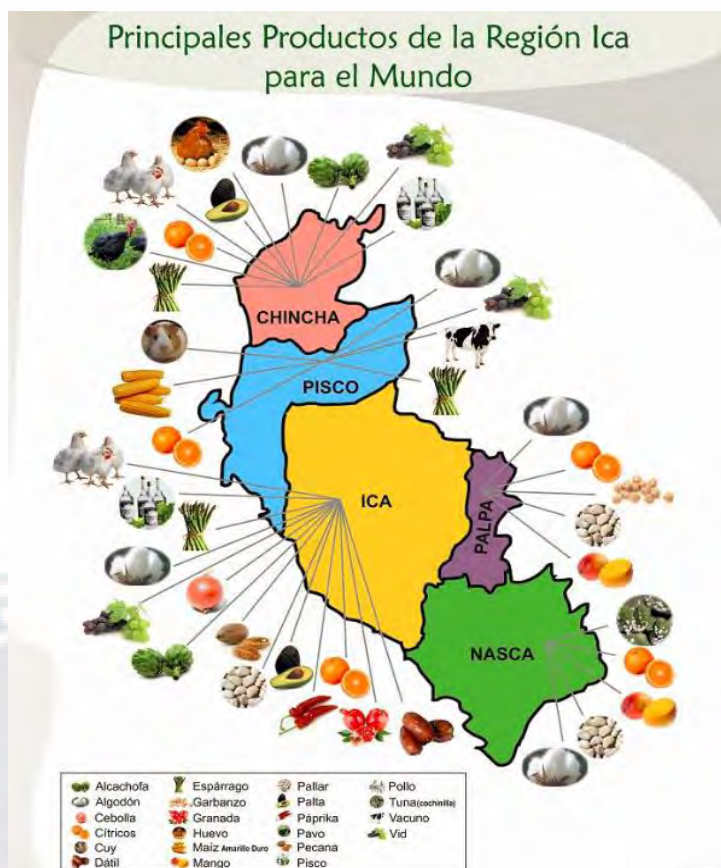 Principales Productos de la Región Ica
para el Mundo
CHINCHA
PISCO
ICA
PALPA
NASCA
Alcachofa
Algodón
Cebolla
Cítricos
Cuy
Dátil
Espárrago
Garbanzo
Granada
Huevo
Maíz Amarillo Duro
Mango
Pallar
Palta
Páprika
Pavo
Pecana
Pisco
Pollo
Tuna (cochinilla)
Vacuno
Vid